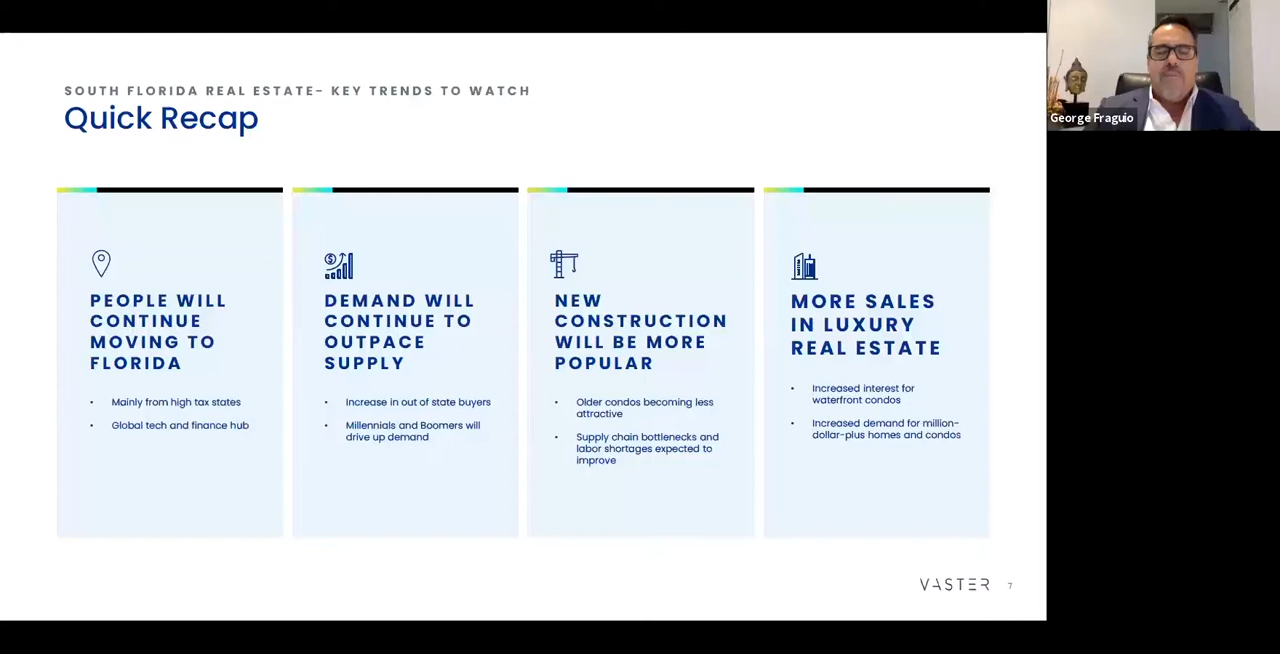 SOUTH FLORIDA REAL ESTATE– KEY TRENDS TO WATCH
Quick Recap
PEOPLE WILL
CONTINUE
MOVING TO
FLORIDA
• Mainly from high tax states
• Global tech and finance hub
DEMAND WILL
CONTINUE TO
OUTPACE
SUPPLY
• Increase in out of state buyers
• Millennials and Boomers will
drive up demand
NEW
CONSTRUCTION
WILL BE MORE
POPULAR
• Older condos becoming less
attractive
• Supply chain bottlenecks and
labor shortages expected to
improve
MORE SALES
IN LUXURY
REAL ESTATE
• Increased interest for
waterfront condos
• Increased demand for million-
dollar-plus homes and condos
VASTER 7
George Fraguio